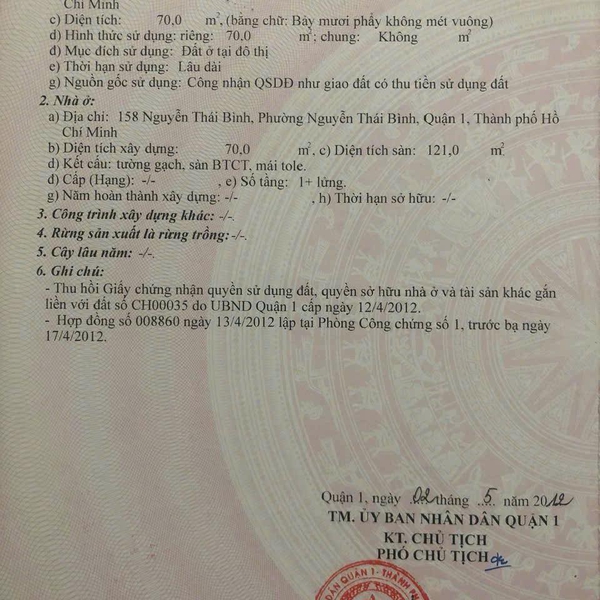 Chí Minh
c) Diện tích: 70,0 m², (bằng chữ: Bảy mươi phẩy không mét vuông)
d) Hình thức sử dụng: riêng: 70,0 m²; chung: Không m²
đ) Mục đích sử dụng: Đất ở tại đô thị
e) Thời hạn sử dụng: Lâu dài
g) Nguồn gốc sử dụng: Công nhận QSDĐ như giao đất có thu tiền sử dụng đất
2. Nhà ở:
a) Địa chỉ: 158 Nguyễn Thái Bình, Phường Nguyễn Thái Bình, Quận 1, Thành phố Hồ
Chí Minh
b) Diện tích xây dựng: 70,0 m², c) Diện tích sàn: 121,0 m²
d) Kết cấu: tường gạch, sàn BTCT, mái tole.
đ) Cấp (Hạng): -/- , e) Số tầng: 1+ lửng.
g) Năm hoàn thành xây dựng: -/- , h) Thời hạn sở hữu: -/-
3. Công trình xây dựng khác: -/-.
4. Rừng sản xuất là rừng trồng: -/-.
5. Cây lâu năm: -/-.
6. Ghi chú:
- Thu hồi Giấy chứng nhận quyền sử dụng đất, quyền sở hữu nhà ở và tài sản khác gắn
liền với đất số CH00035 do UBND Quận 1 cấp ngày 12/4/2012.
- Hợp đồng số 008860 ngày 13/4/2012 lập tại Phòng Công chứng số 1, trước bạ ngày
17/4/2012.
Quận 1, ngày 02 tháng 5 năm 2012
TM. ỦY BAN NHÂN DÂN QUẬN 1
KT. CHỦ TỊCH
PHÓ CHỦ TỊCH
DÂN QUẬN 1 - THÀNH